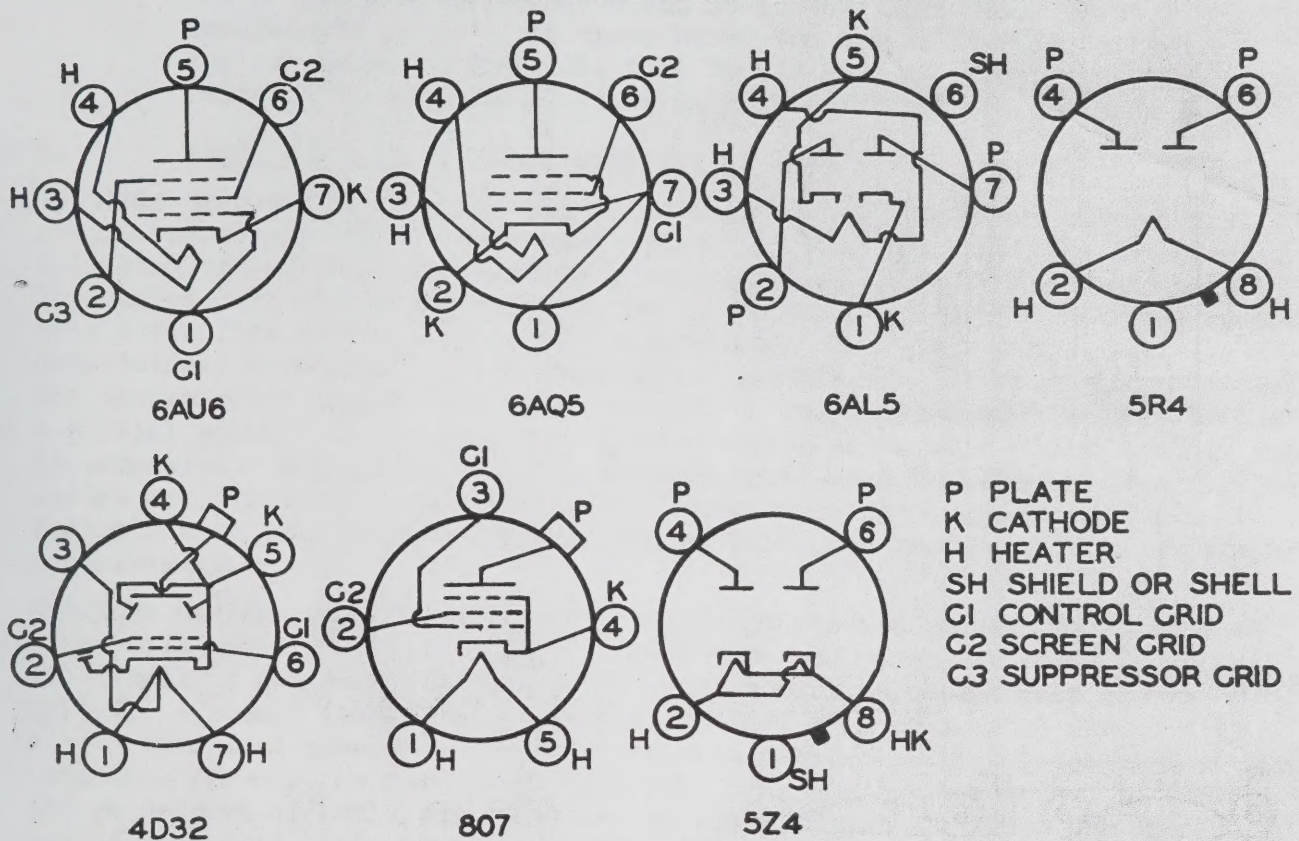 P
5
H
4
G2
6
H
3
7
K
2
G3
1
G1
6AU6
P
5
H
4
G2
6
3
H
7
G1
2
K
1
6AQ5
K
5
H
4
SH
6
H
3
P
7
2
P
1
K
6AL5
P
4
P
6
2
H
1
8
H
5R4
K
4
P
K
5
3
G2
2
G1
6
H
1
7
H
4D32
G1
3
P
G2
2
K
4
1
H
5
H
807
P
4
P
6
2
H
1
SH
8
HK
5Z4
P PLATE
K CATHODE
H HEATER
SH SHIELD OR SHELL
G1 CONTROL GRID
G2 SCREEN GRID
G3 SUPPRESSOR GRID